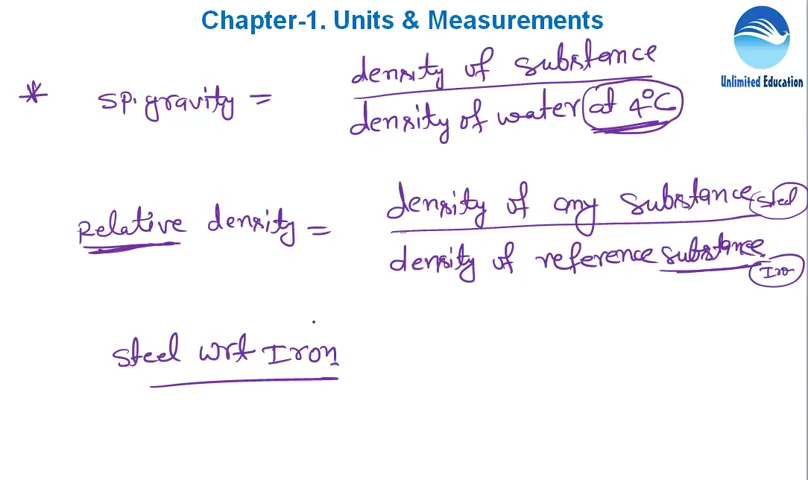 Chapter-1. Units & Measurements
Unlimited Education
* Sp. gravity = density of substance
density of water at 4°C
Relative density = density of any substance steel
density of reference substance Iron
Steel wrt Iron